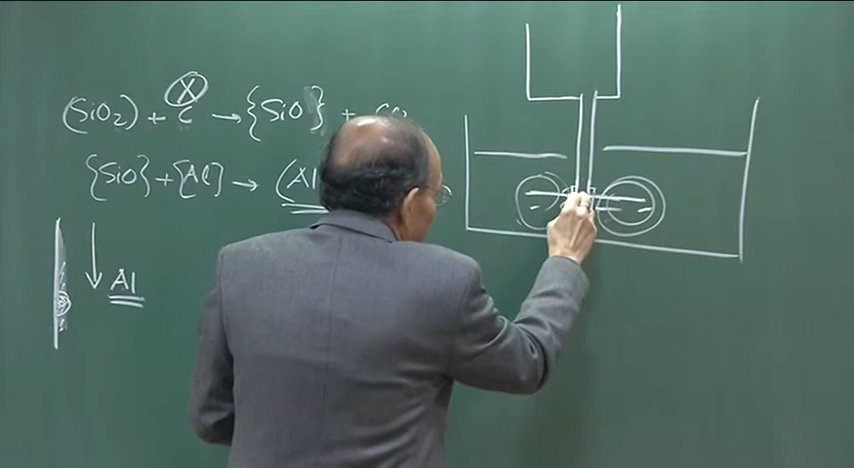 (SiO₂) + C → {SiO} + CO
{SiO} + [Al] → (Al
Al